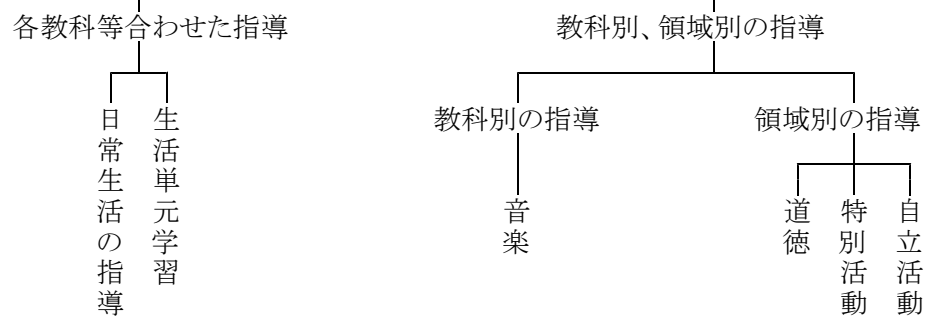 各教科等合わせた指導
教科別、領域別の指導
日常生活の指導
生活単元学習
教科別の指導
領域別の指導
音楽
道徳
特別活動
自立活動